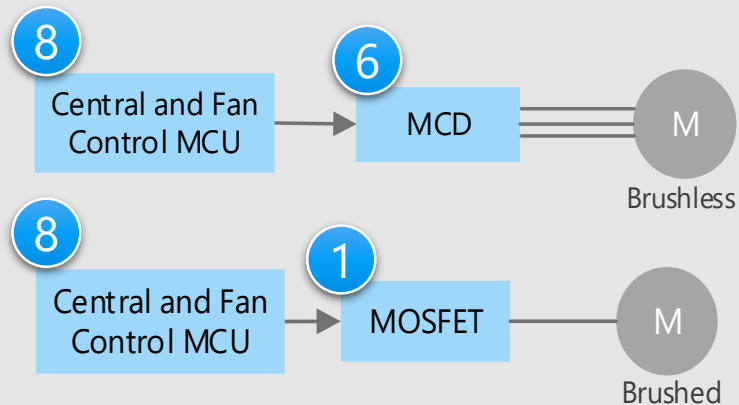 8
6
Central and Fan
Control MCU
MCD
M
Brushless
8
1
Central and Fan
Control MCU
MOSFET
M
Brushed